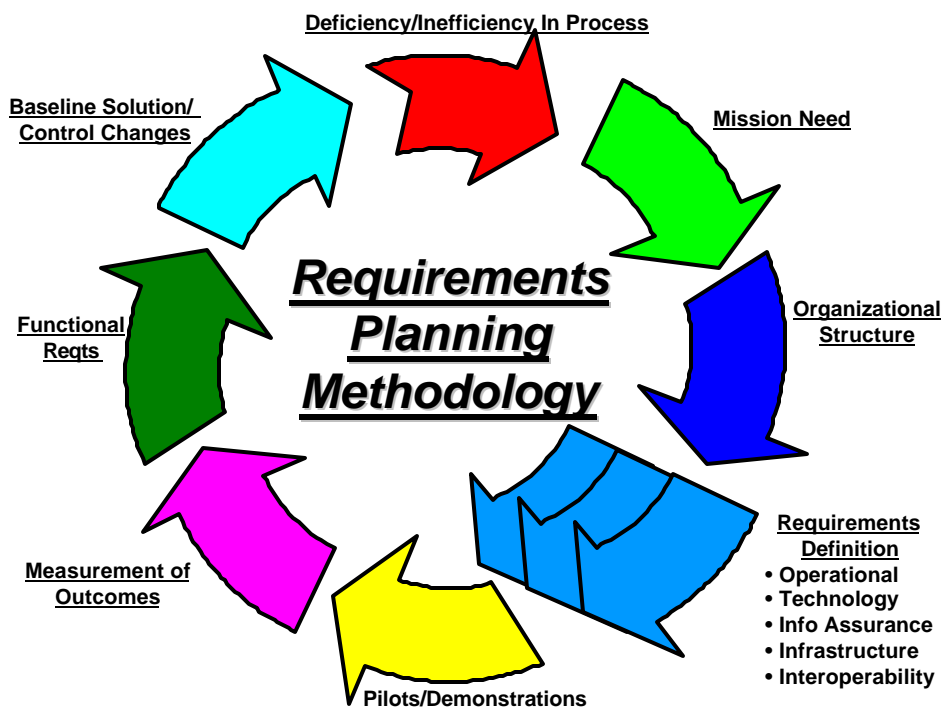 Deficiency/Inefficiency In Process
Baseline Solution/
Control Changes
Mission Need
Requirements
Planning
Methodology
Organizational
Structure
Functional
Reqts
Requirements
Definition
• Operational
• Technology
• Info Assurance
• Infrastructure
• Interoperability
Measurement of
Outcomes
Pilots/Demonstrations